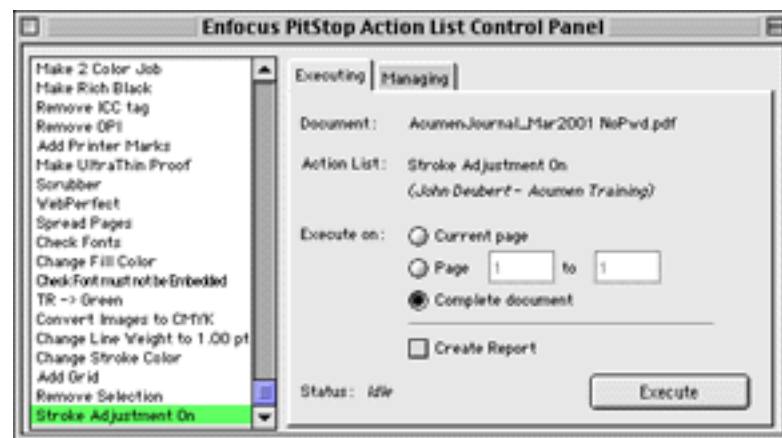 Enfocus PitStop Action List Control Panel
Make 2 Color Job
Make Rich Black
Remove ICC tag
Remove OPI
Add Printer Marks
Make UltraThin Proof
Scrubber
WebPerfect
Spread Pages
Check Fonts
Change Fill Color
Check Font must not be Embedded
TR -> Green
Convert Images to CMYK
Change Line Weight to 1.00 pt
Change Stroke Color
Add Grid
Remove Selection
Stroke Adjustment On
Executing Managing
Document: AcumenJournal_Mar2001 NoPwd.pdf
Action List: Stroke Adjustment On
(John Deubert - Acumen Training)
Execute on: Current page
Page 1 to 1
Complete document
Create Report
Status: Idle Execute